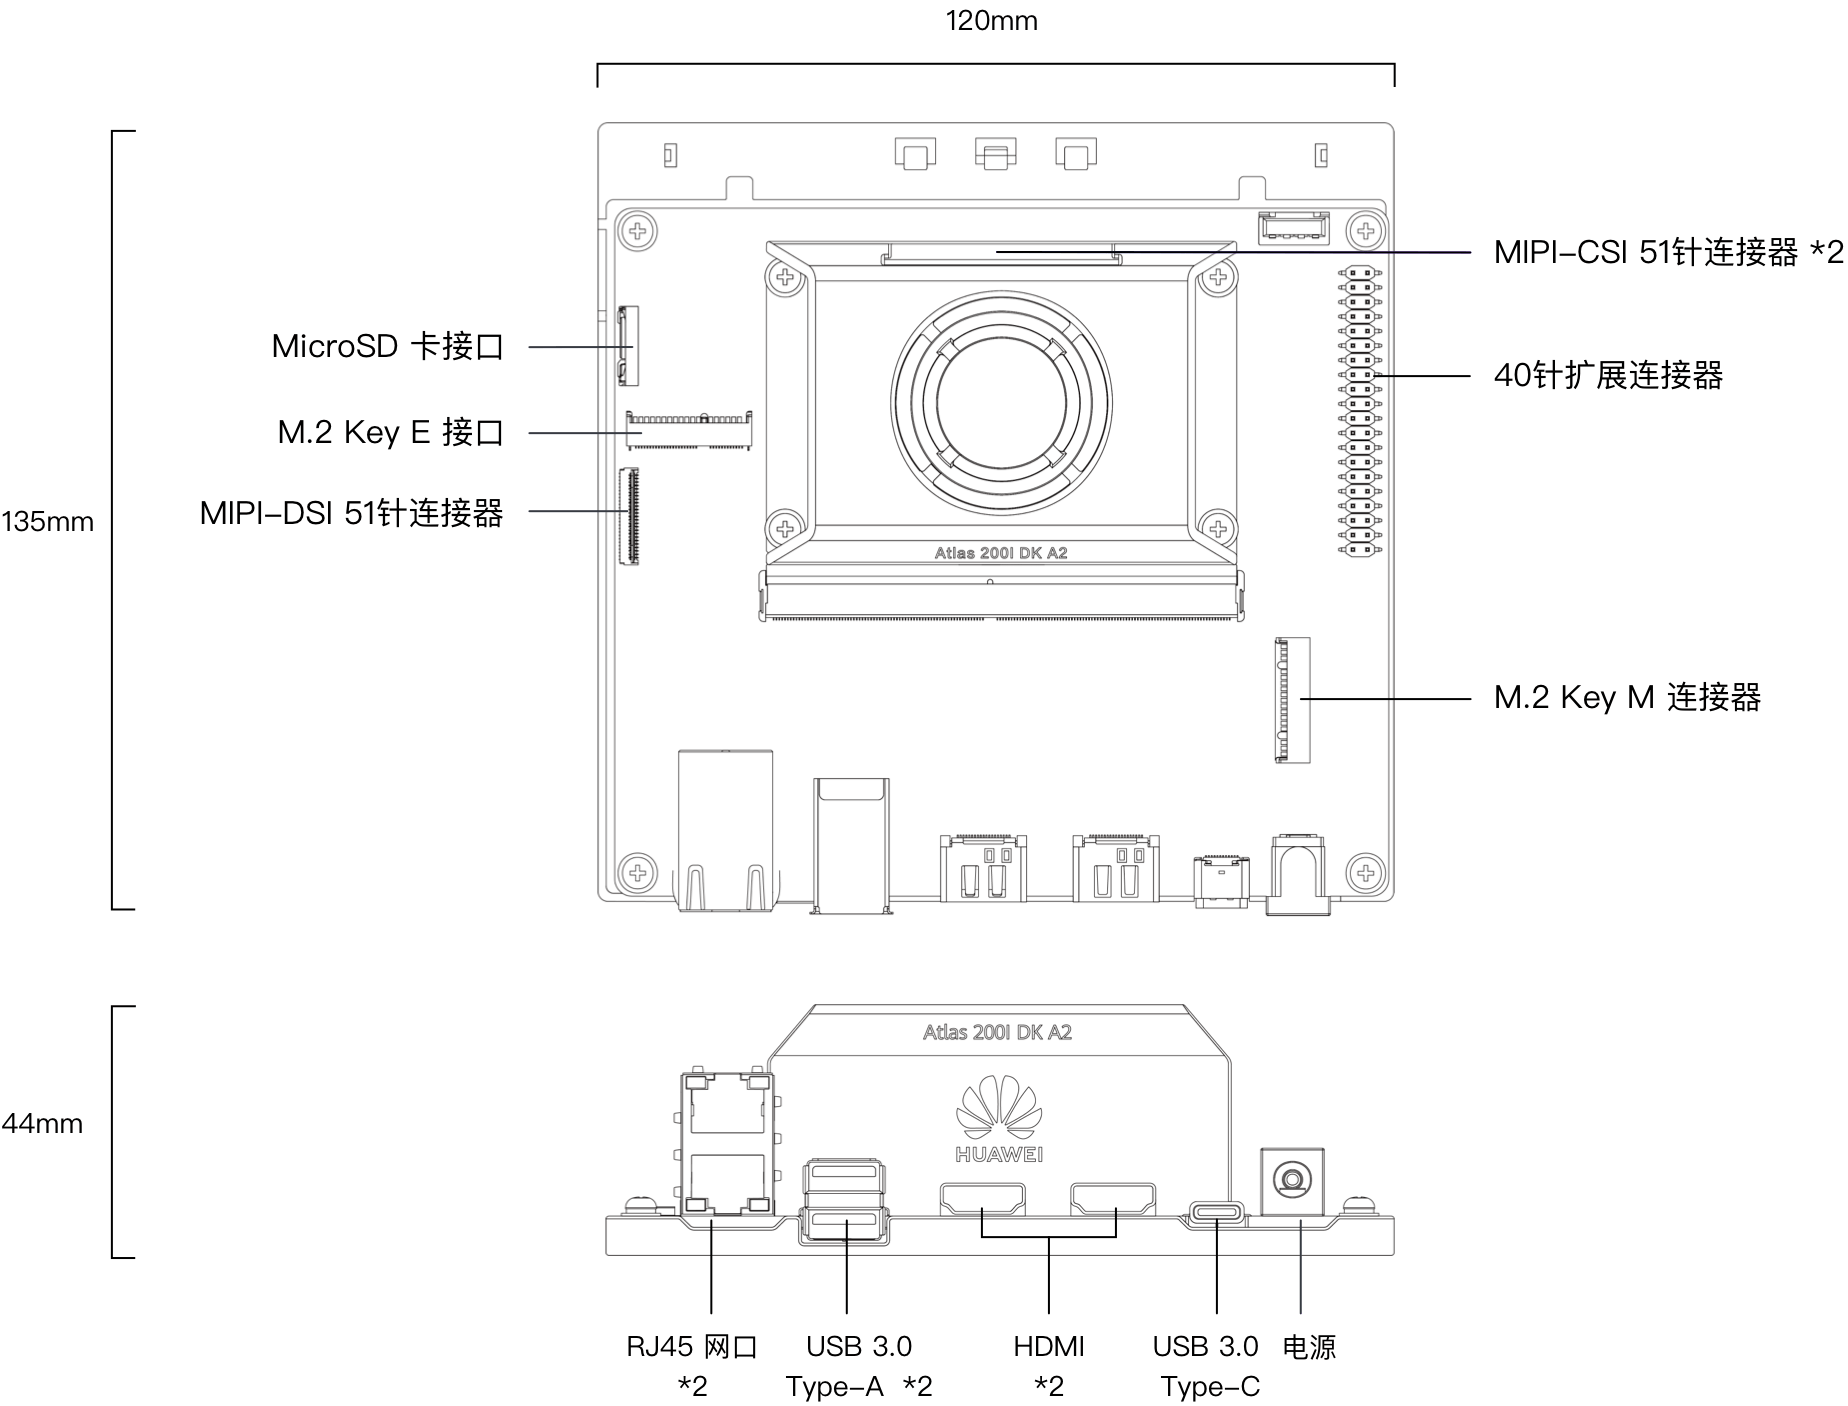 120mm
MIPI-CSI 51针连接器 *2
MicroSD 卡接口
40针扩展连接器
M.2 Key E 接口
MIPI-DSI 51针连接器
135mm
Atlas 200I DK A2
M.2 Key M 连接器
Atlas 200I DK A2
44mm
HUAWEI
RJ45 网口
*2
USB 3.0
Type-A *2
HDMI
*2
USB 3.0
Type-C
电源